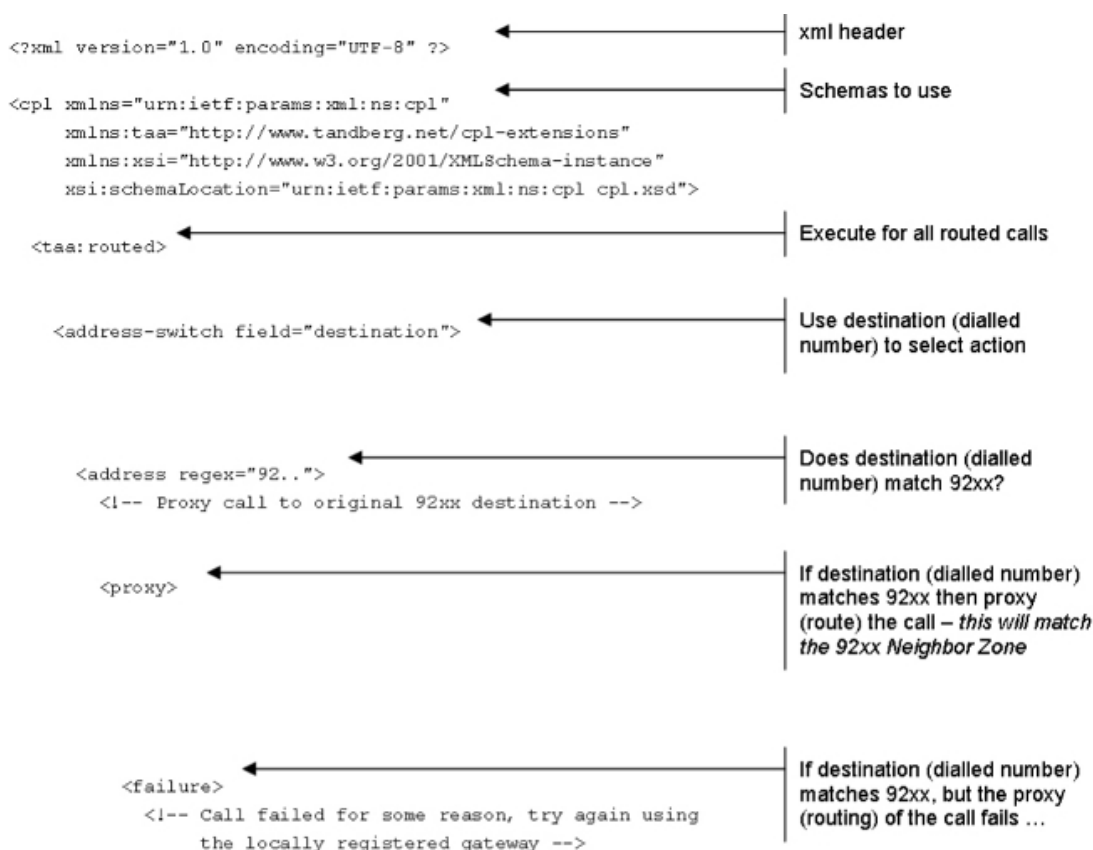 <?xml version="1.0" encoding="UTF-8" ?>
xml header
<cpl xmlns="urn:ietf:params:xml:ns:cpl"
Schemas to use
xmlns:taa="http://www.tandberg.net/cpl-extensions"
xmlns:xsi="http://www.w3.org/2001/XMLSchema-instance"
xsi:schemaLocation="urn:ietf:params:xml:ns:cpl cpl.xsd">
<taa:routed>
Execute for all routed calls
<address-switch field="destination">
Use destination (dialled
number) to select action
<address regex="92..">
<!-- Proxy call to original 92xx destination -->
Does destination (dialled
number) match 92xx?
<proxy>
If destination (dialled number)
matches 92xx then proxy
(route) the call – this will match
the 92xx Neighbor Zone
<failure>
<!-- Call failed for some reason, try again using
the locally registered gateway -->
If destination (dialled number)
matches 92xx, but the proxy
(routing) of the call fails …